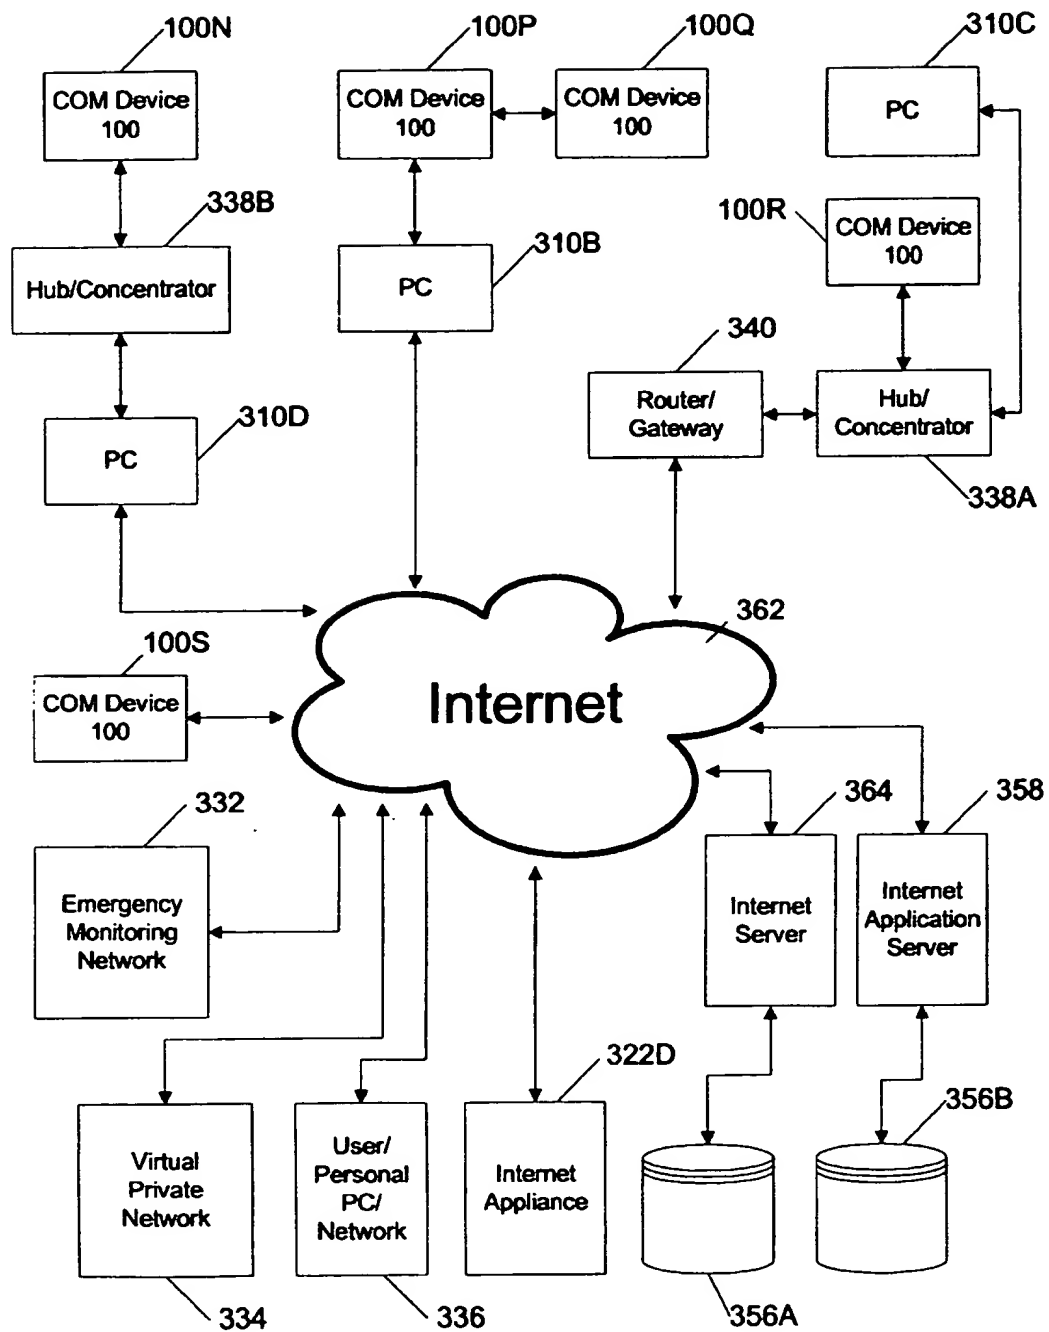 100N
100P
100Q
310C
COM Device
100
COM Device
100
COM Device
100
PC
338B
100R
COM Device
100
310B
Hub/Concentrator
PC
340
310D
Router/
Gateway
Hub/
Concentrator
PC
338A
362
100S
COM Device
100
Internet
332
364
358
Emergency
Monitoring
Network
Internet
Server
Internet
Application
Server
322D
356B
Virtual
Private
Network
User/
Personal
PC/
Network
Internet
Appliance
334
336
356A